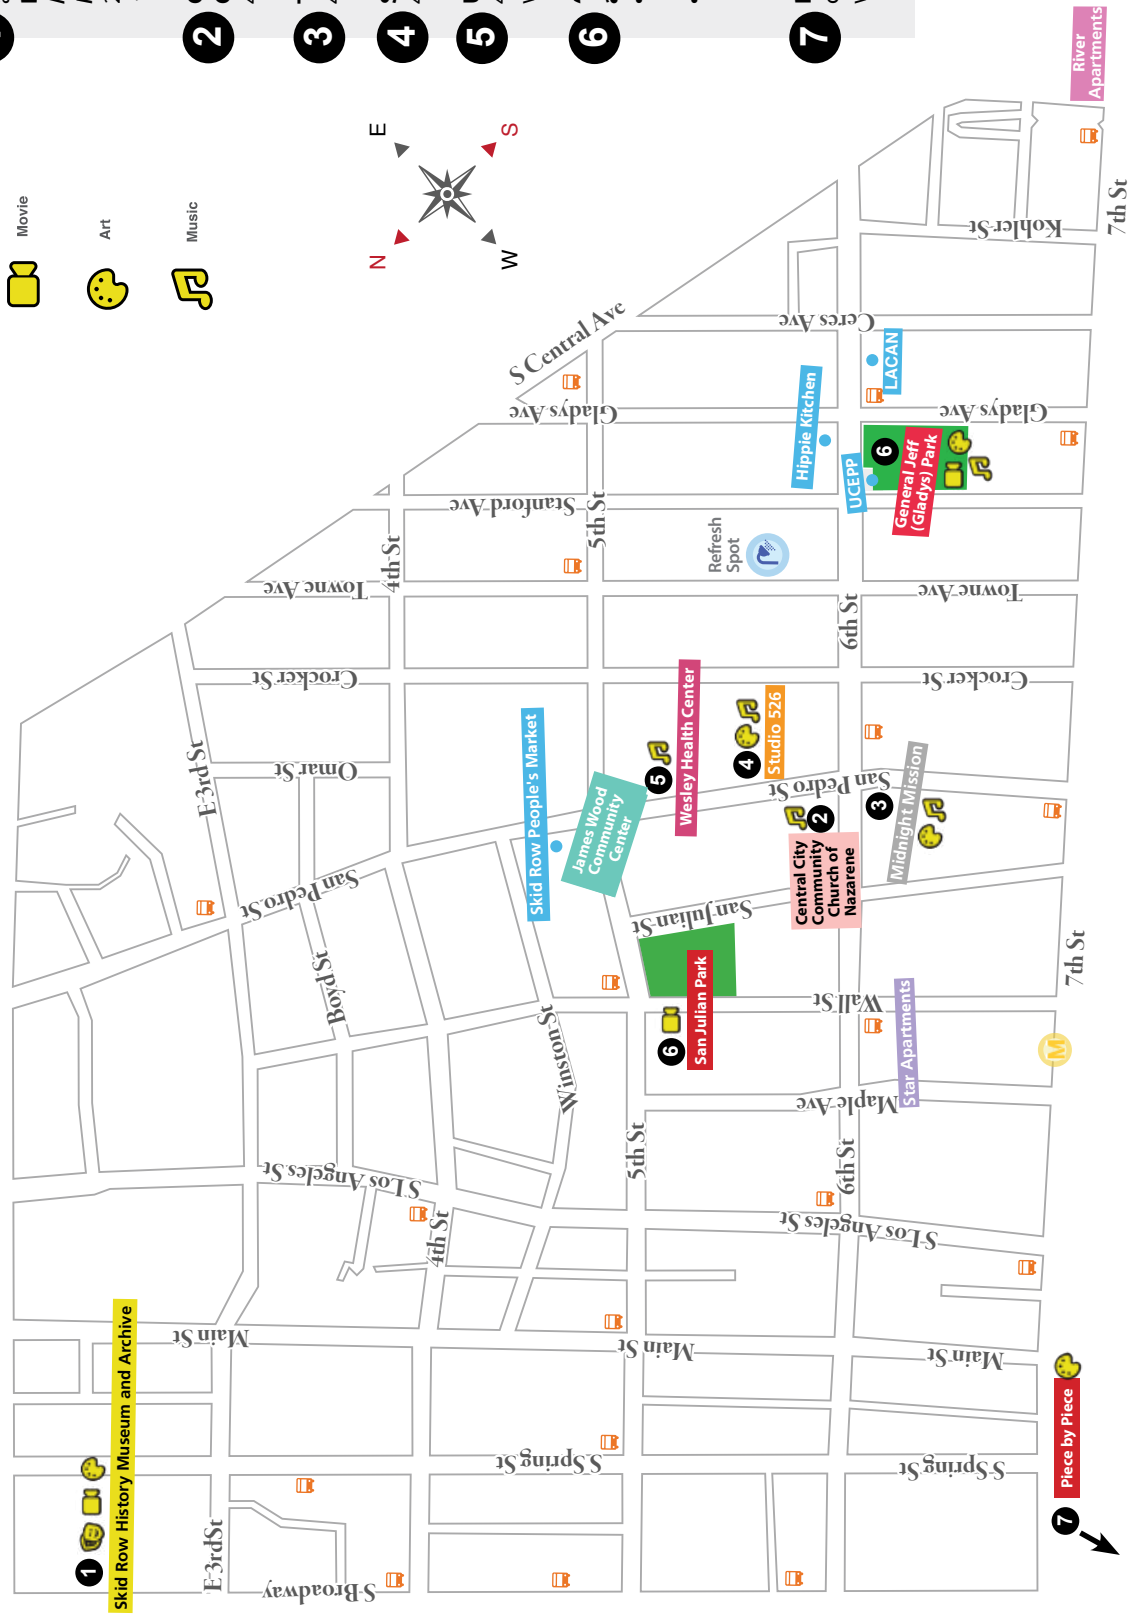 1
Skid Row History Museum and Archive
Movie
Art
Music
N
E
S
W
2
3
4
5
6
7
River
Apartments
S Broadway
S Spring St
S Spring St
Main St
Main St
Main St
S Los Angeles St
S Los Angeles St
Maple Ave
Wall St
San Julian St
San Pedro St
San Pedro St
Omar St
Boyd St
Crocker St
Crocker St
Towne Ave
Towne Ave
Stanford Ave
Gladys Ave
Gladys Ave
S Central Ave
Ceres Ave
Kohler St
E 3rdSt
E 3rd St
4th St
4th St
Winston St
5th St
5th St
6th St
6th St
7th St
7th St
Skid Row People's Market
James Wood
Community
Center
5
Wesley Health Center
4
Studio 526
2
Central City
Community
Church of
Nazarene
3
Midnight Mission
6
San Julian Park
Star Apartments
M
Refresh
Spot
Hippie Kitchen
UCEPP
LACAN
6
General Jeff
(Gladys) Park
7
Piece by Piece